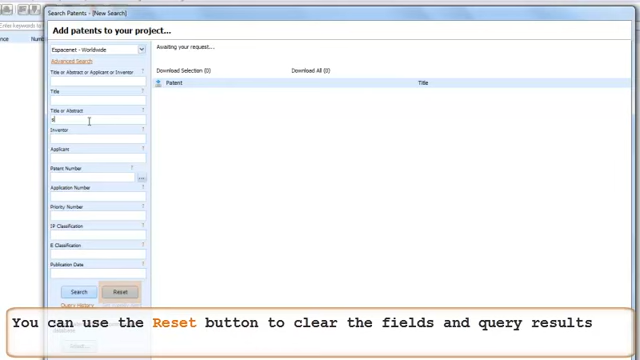 Search Patents - [New Search]
Enter keywords to
Add patents to your project...
Espacenet - Worldwide
Awaiting your request...
Advanced Search
Title or Abstract or Applicant or Inventor ?
Download Selection (0) Download All (0)
Patent Title
Title ?
Title or Abstract ?
s
Inventor ?
Applicant ?
Patent Number ?
...
Application Number ?
Priority Number ?
IP Classification ?
E Classification ?
Publication Date ?
Search Reset
Query History
You can use the Reset button to clear the fields and query results